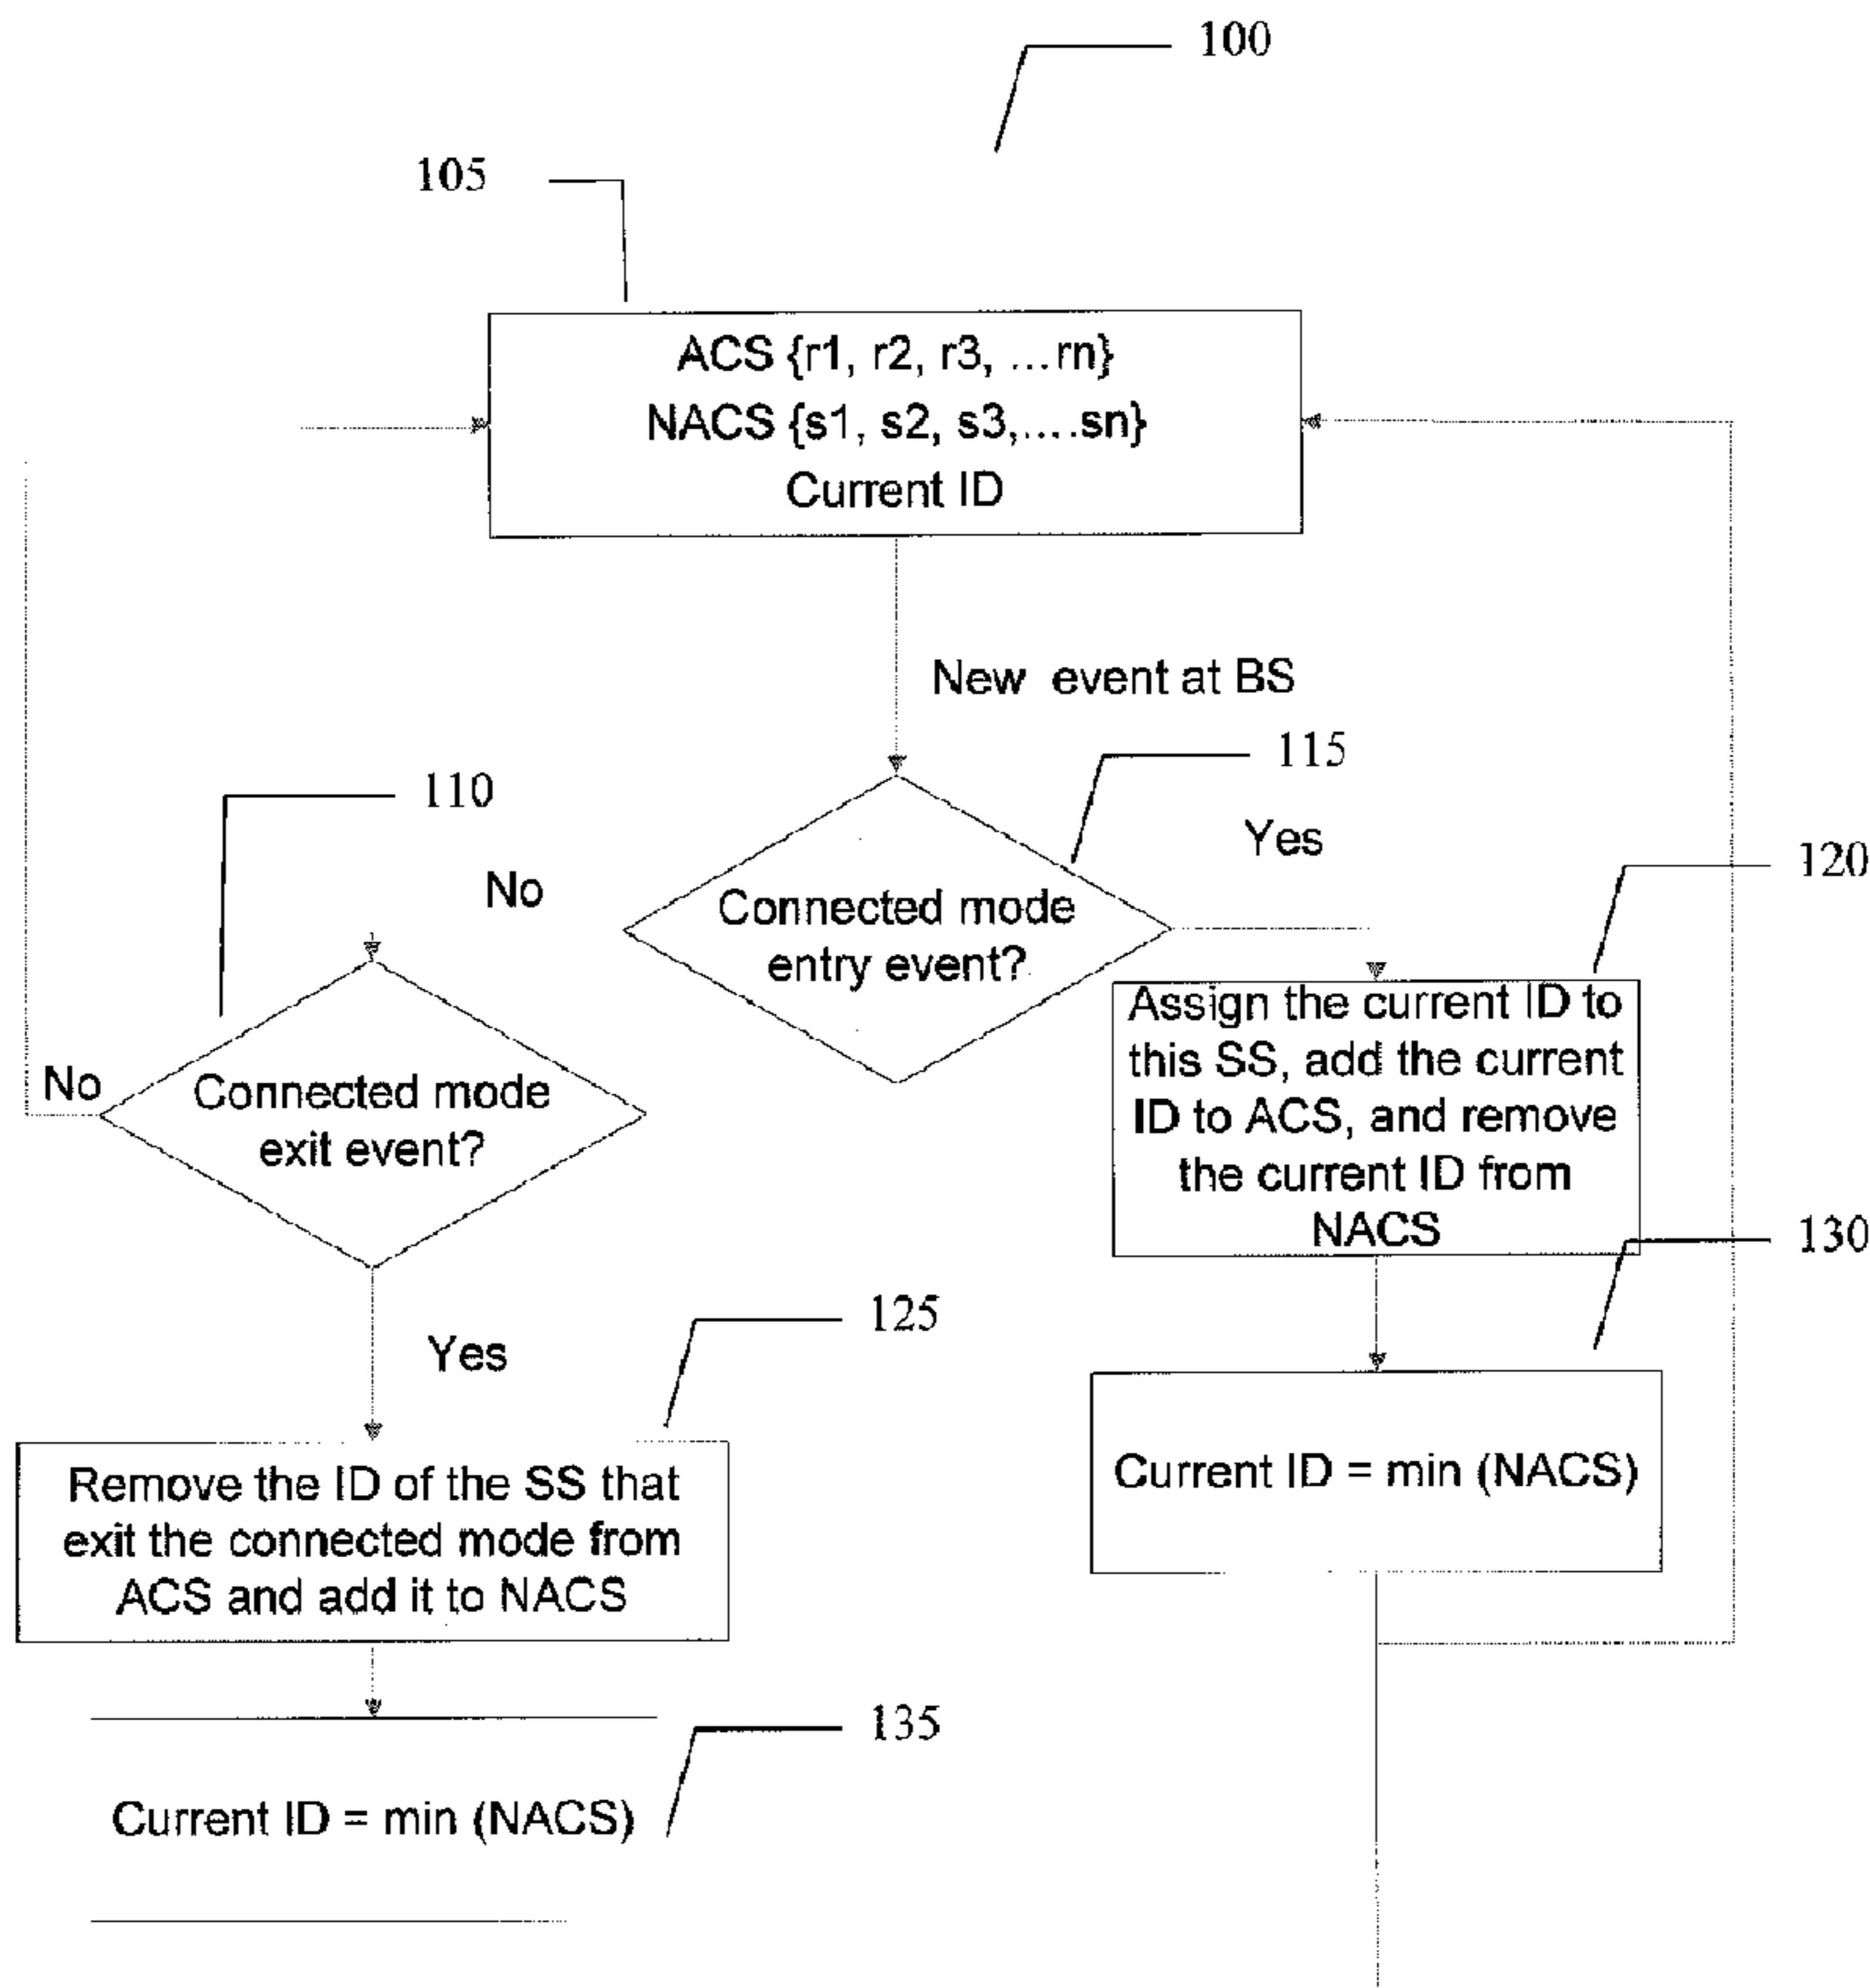 100
105
ACS {r1, r2, r3, ...rn}
NACS {s1, s2, s3,....sn}
Current ID
New event at BS
115
110
Yes
No
120
Connected mode
entry event?
Assign the current ID to
this SS, add the current
ID to ACS, and remove
the current ID from
NACS
No
Connected mode
exit event?
130
125
Yes
Current ID = min (NACS)
Remove the ID of the SS that
exit the connected mode from
ACS and add it to NACS
135
Current ID = min (NACS)